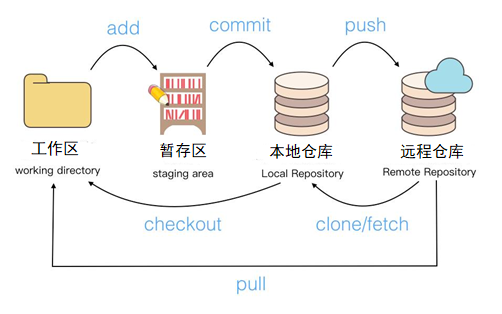 add
commit
push
工作区
暂存区
本地仓库
远程仓库
working directory
staging area
Local Repository
Remote Repository
checkout
clone/fetch
pull